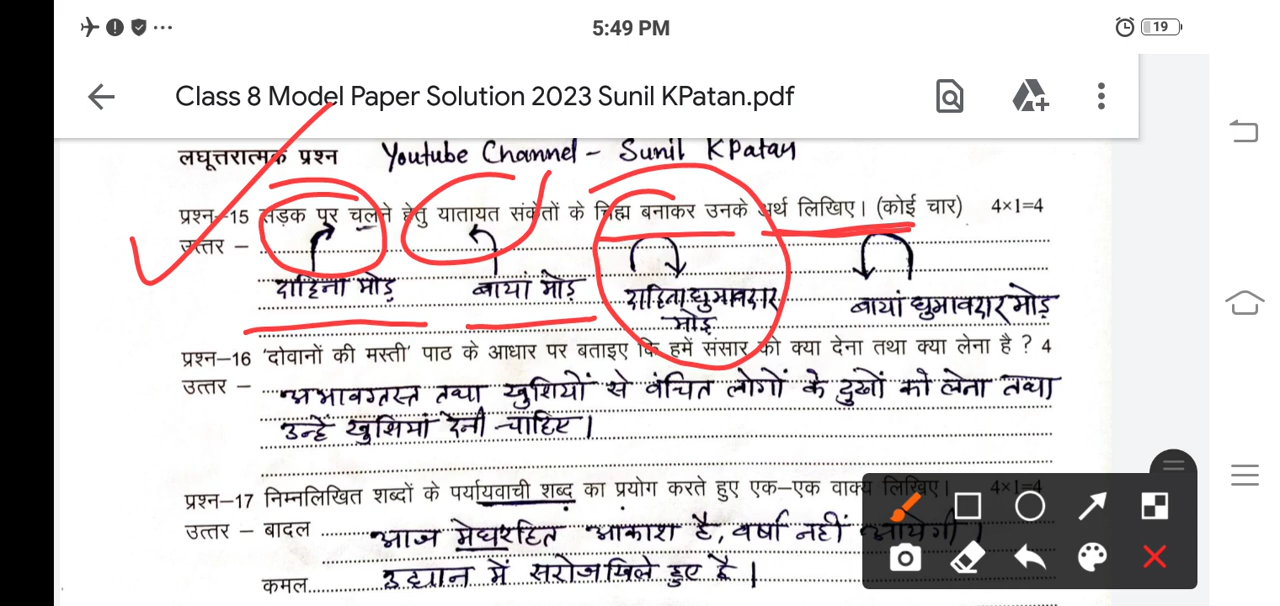 5:49 PM
19
Class 8 Model Paper Solution 2023 Sunil KPatan.pdf
लघूत्तरात्मक प्रश्न Youtube Channel - Sunil KPatan
प्रश्न-15 सड़क पर चलने हेतु यातायत संकेतों के चिह्न बनाकर उनके अर्थ लिखिए। (कोई चार) 4x1=4
उत्तर -
दाहिना मोड़ बायां मोड़ दाहिना घुमावदार बायां घुमावदार मोड़
मोड़
प्रश्न-16 'दोवानों की मस्ती' पाठ के आधार पर बताइए कि हमें संसार को क्या देना तथा क्या लेना है ? 4
उत्तर - अभावग्रस्त तथा खुशियों से वंचित लोगों के दुखों को लेना तथा
उन्हें खुशियां देनी चाहिए।
प्रश्न-17 निम्नलिखित शब्दों के पर्यायवाची शब्द का प्रयोग करते हुए एक-एक वाक्य लिखिए। 4x1=4
उत्तर - बादल आज मेघरहित आकाश है, वर्षा नहीं आयेगी।
कमल उद्यान में सरोज खिले हुए है।